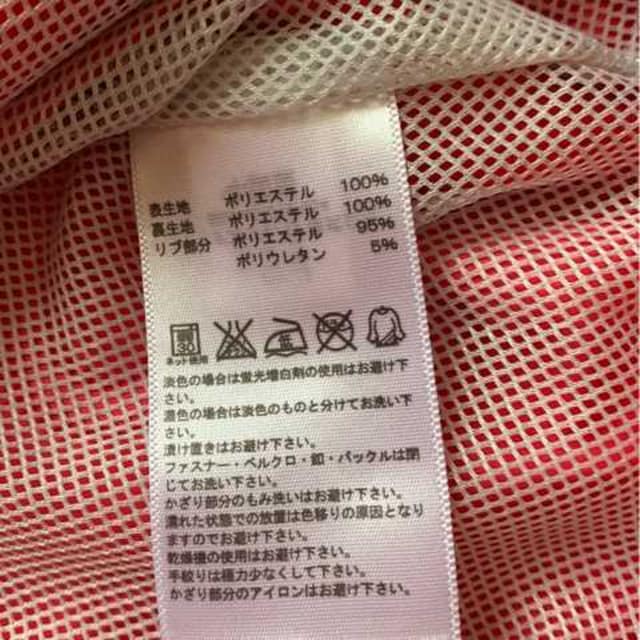 表生地 ポリエステル 100%
裏生地 ポリエステル 100%
リブ部分 ポリエステル 95%
ポリウレタン 5%
ネット使用
低
淡色の場合は蛍光増白剤の使用はお避け下
さい。
濃色の場合は淡色のものと分けてお洗い下
さい。
漬け置きはお避け下さい。
ファスナー・ベルクロ・釦・バックルは閉
じてお洗い下さい。
かざり部分のもみ洗いはお避け下さい。
濡れた状態での放置は色移りの原因となり
ますのでお避け下さい。
乾燥機の使用はお避け下さい。
手絞りは極力少なくして下さい。
かざり部分のアイロンはお避け下さい。